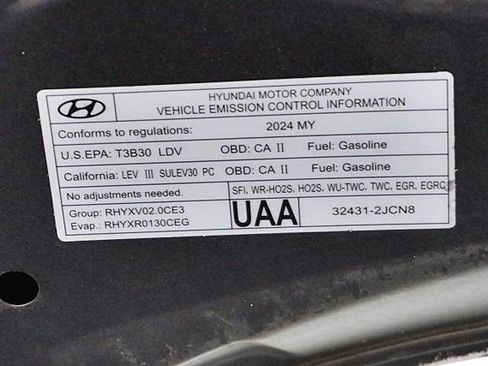 HYUNDAI MOTOR COMPANY
VEHICLE EMISSION CONTROL INFORMATION
Conforms to regulations: 2024 MY
U.S.EPA: T3B30 LDV OBD: CA II Fuel: Gasoline
California: LEV III SULEV30 PC OBD: CA II Fuel: Gasoline
No adjustments needed. SFI, WR-HO2S, HO2S, WU-TWC, TWC, EGR, EGRC
Group: RHYXV02.0CE3
Evap.: RHYXR0130CEG
UAA 32431-2JCN8